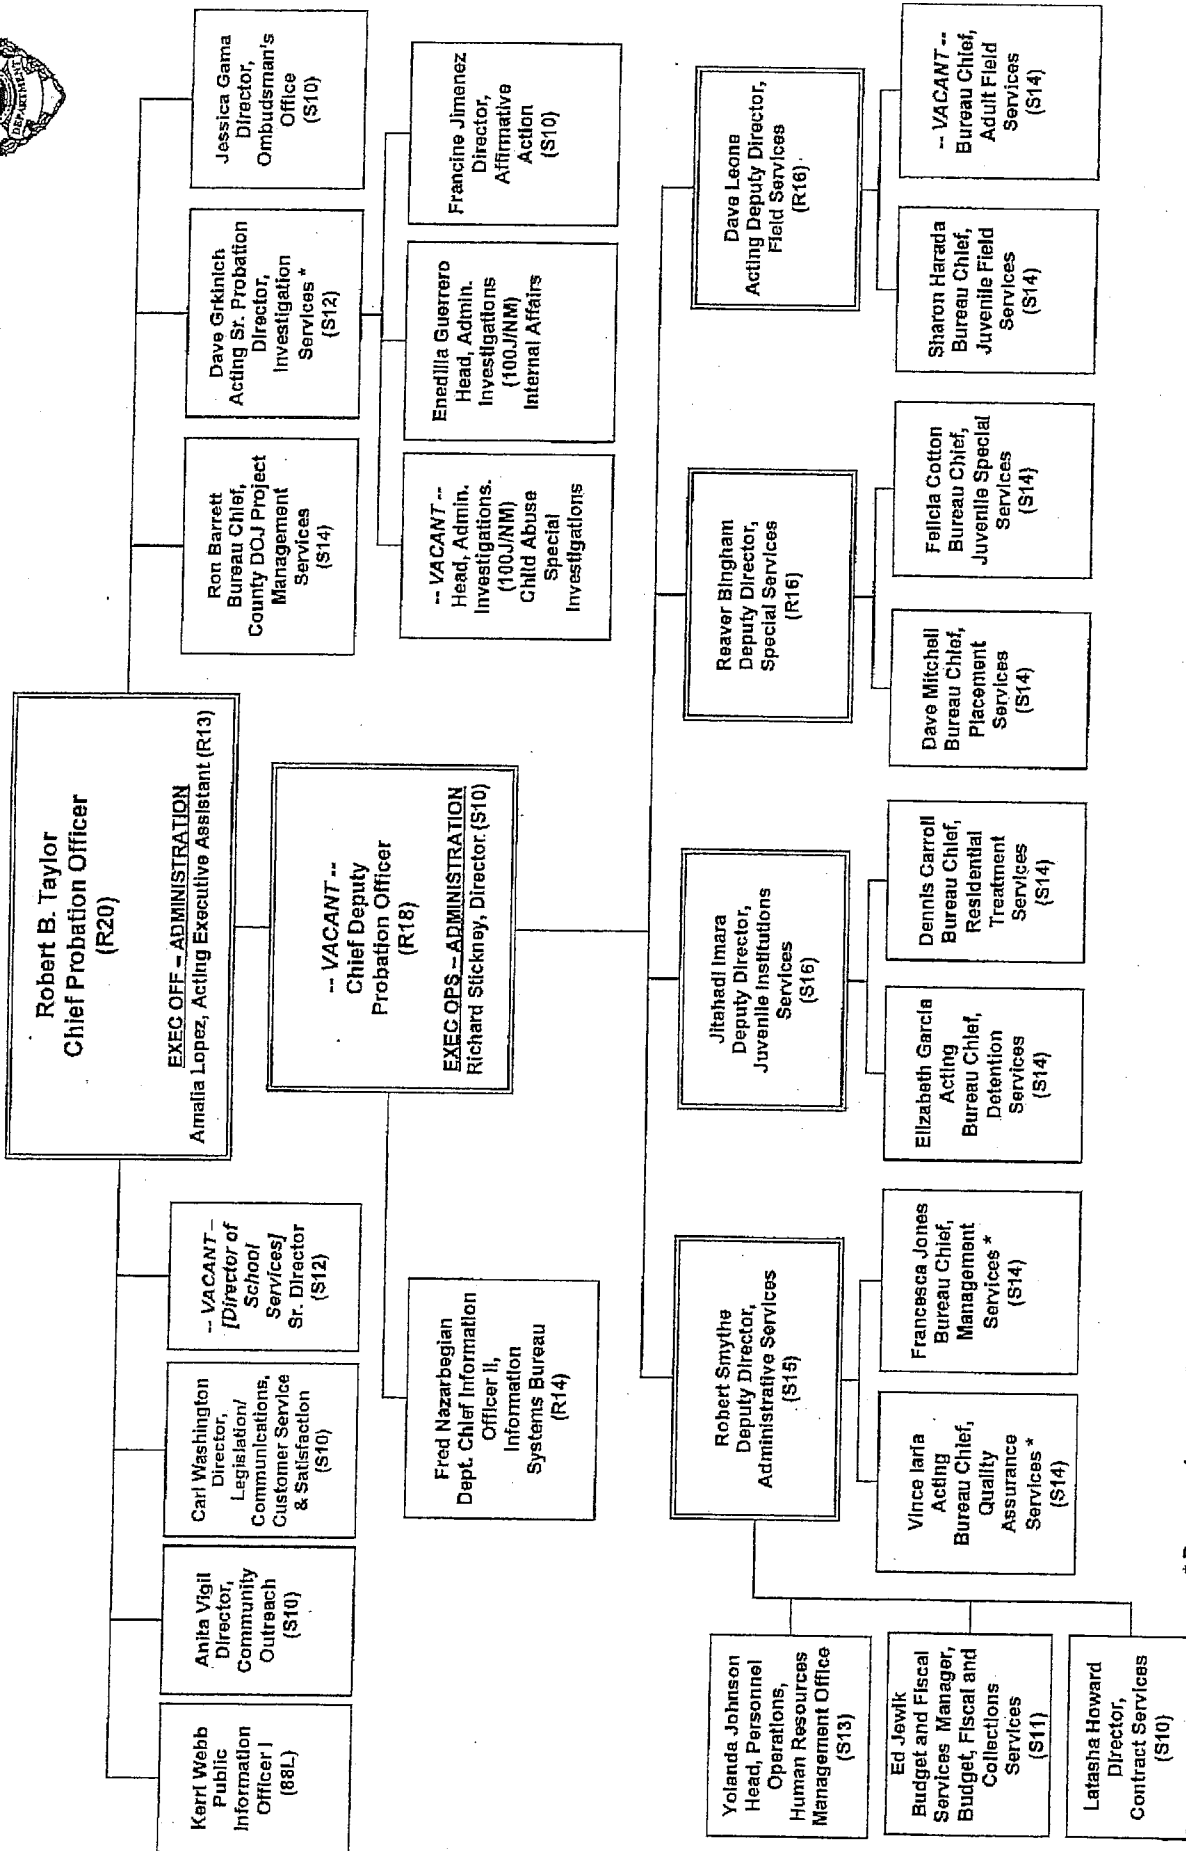 DEPARTMENT
Robert B. Taylor
Chief Probation Officer
(R20)
EXEC OFF – ADMINISTRATION
Amalia Lopez, Acting Executive Assistant (R13)
Kerri Webb
Public
Information
Officer I
(88L)
Anita Vigil
Director,
Community
Outreach
(S10)
Carl Washington
Director,
Legislation/
Communications,
Customer Service
& Satisfaction
(S10)
-- VACANT –
[Director of
School
Services]
Sr. Director
(S12)
Ron Barrett
Bureau Chief,
County DOJ Project
Management
Services
(S14)
Dave Grkinich
Acting Sr. Probation
Director,
Investigation
Services *
(S12)
Jessica Gama
Director,
Ombudsman's
Office
(S10)
-- VACANT --
Chief Deputy
Probation Officer
(R18)
EXEC OPS – ADMINISTRATION
Richard Stickney, Director (S10)
-- VACANT --
Head, Admin.
Investigations.
(100J/NM)
Child Abuse
Special
Investigations
Enedilia Guerrero
Head, Admin.
Investigations
(100J/NM)
Internal Affairs
Francine Jimenez
Director,
Affirmative
Action
(S10)
Fred Nazarbegian
Dept. Chief Information
Officer II,
Information
Systems Bureau
(R14)
Robert Smythe
Deputy Director,
Administrative Services
(S15)
Jitahadi Imara
Deputy Director,
Juvenile Institutions
Services
(S16)
Reaver Bingham
Deputy Director,
Special Services
(R16)
Dave Leone
Acting Deputy Director,
Field Services
(R16)
Yolanda Johnson
Head, Personnel
Operations,
Human Resources
Management Office
(S13)
Ed Jewik
Budget and Fiscal
Services Manager,
Budget, Fiscal and
Collections
Services
(S11)
Latasha Howard
Director,
Contract Services
(S10)
Vince Iaria
Acting
Bureau Chief,
Quality
Assurance
Services *
(S14)
Francesca Jones
Bureau Chief,
Management
Services *
(S14)
Elizabeth Garcia
Acting
Bureau Chief,
Detention
Services
(S14)
Dennis Carroll
Bureau Chief,
Residential
Treatment
Services
(S14)
Dave Mitchell
Bureau Chief,
Placement
Services
(S14)
Felicia Cotton
Bureau Chief,
Juvenile Special
Services
(S14)
Sharon Harada
Bureau Chief,
Juvenile Field
Services
(S14)
-- VACANT --
Bureau Chief,
Adult Field
Services
(S14)